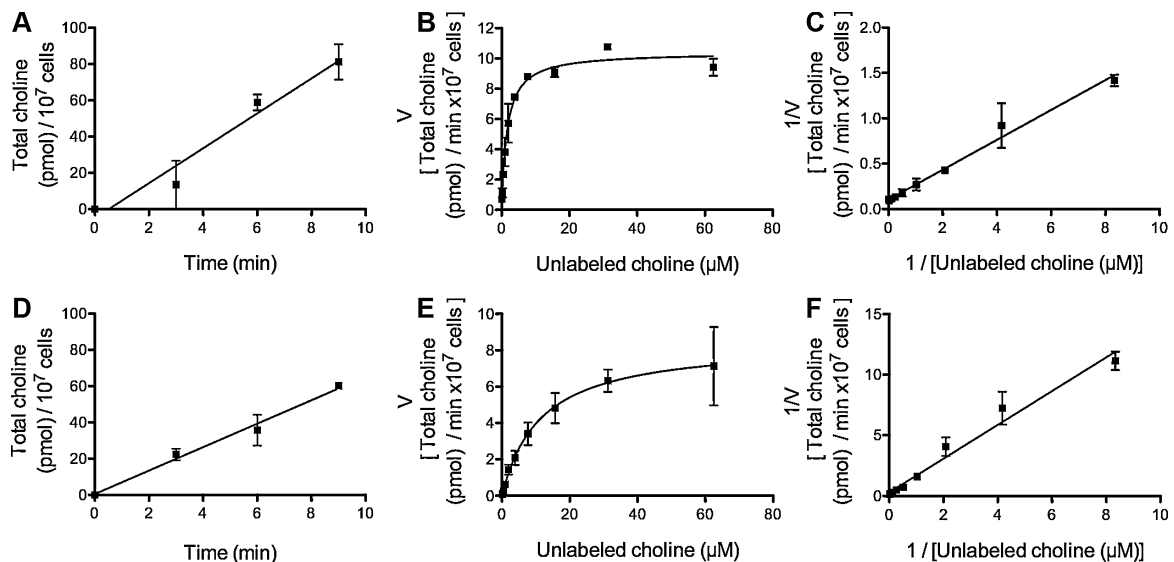 A
Total choline
(pmol) / 10⁷ cells
100
80
60
40
20
0
0 2 4 6 8 10
Time (min)
B
V
[ Total choline
(pmol) / min x10⁷ cells ]
12
10
8
6
4
2
0
0 20 40 60 80
Unlabeled choline (µM)
C
1/V
[ Total choline
(pmol) / min x10⁷ cells ]
2.0
1.5
1.0
0.5
0.0
0 2 4 6 8 10
1 / [Unlabeled choline (µM)]
D
Total choline
(pmol) / 10⁷ cells
100
80
60
40
20
0
0 2 4 6 8 10
Time (min)
E
V
[ Total choline
(pmol) / min x10⁷ cells ]
10
8
6
4
2
0
0 20 40 60 80
Unlabeled choline (µM)
F
1/V
[ Total choline
(pmol) / min x10⁷ cells ]
15
10
5
0
0 2 4 6 8 10
1 / [Unlabeled choline (µM)]